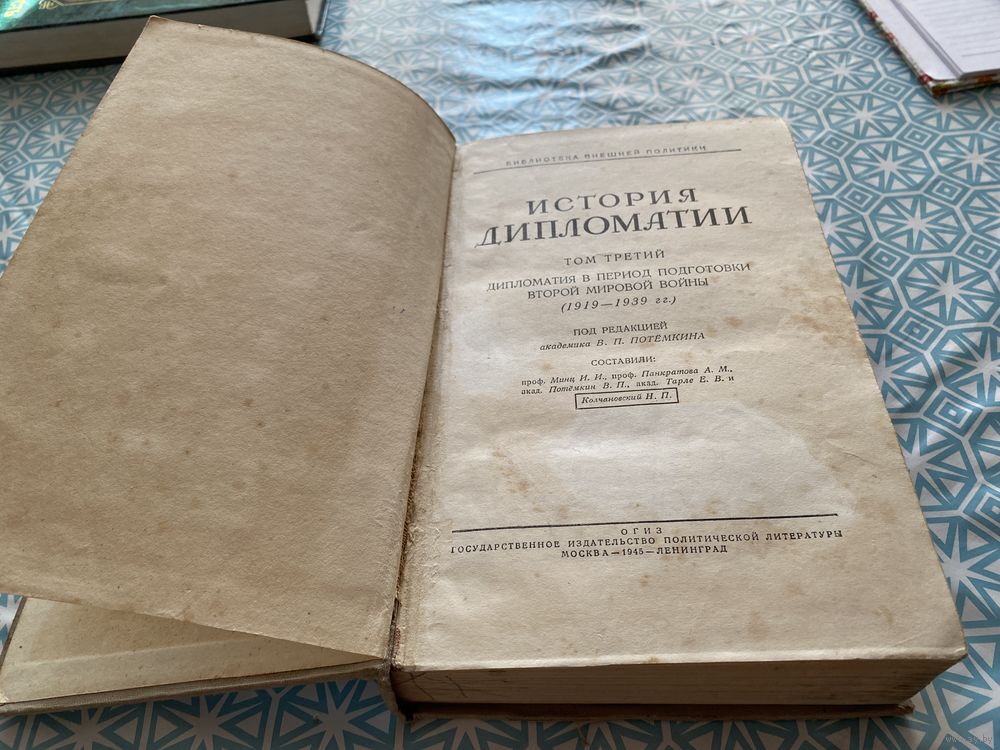 БИБЛИОТЕКА ВНЕШНЕЙ ПОЛИТИКИ
ИСТОРИЯ
ДИПЛОМАТИИ
ТОМ ТРЕТИЙ
ДИПЛОМАТИЯ В ПЕРИОД ПОДГОТОВКИ
ВТОРОЙ МИРОВОЙ ВОЙНЫ
(1919—1939 гг.)
ПОД РЕДАКЦИЕЙ
академика В. П. ПОТЁМКИНА
СОСТАВИЛИ:
проф. Минц И. И., проф. Панкратова А. М.,
акад. Потёмкин В. П., акад. Тарле Е. В. и
Колчановский Н. П.
ОГИЗ
ГОСУДАРСТВЕННОЕ ИЗДАТЕЛЬСТВО ПОЛИТИЧЕСКОЙ ЛИТЕРАТУРЫ
МОСКВА—1945—ЛЕНИНГРАД